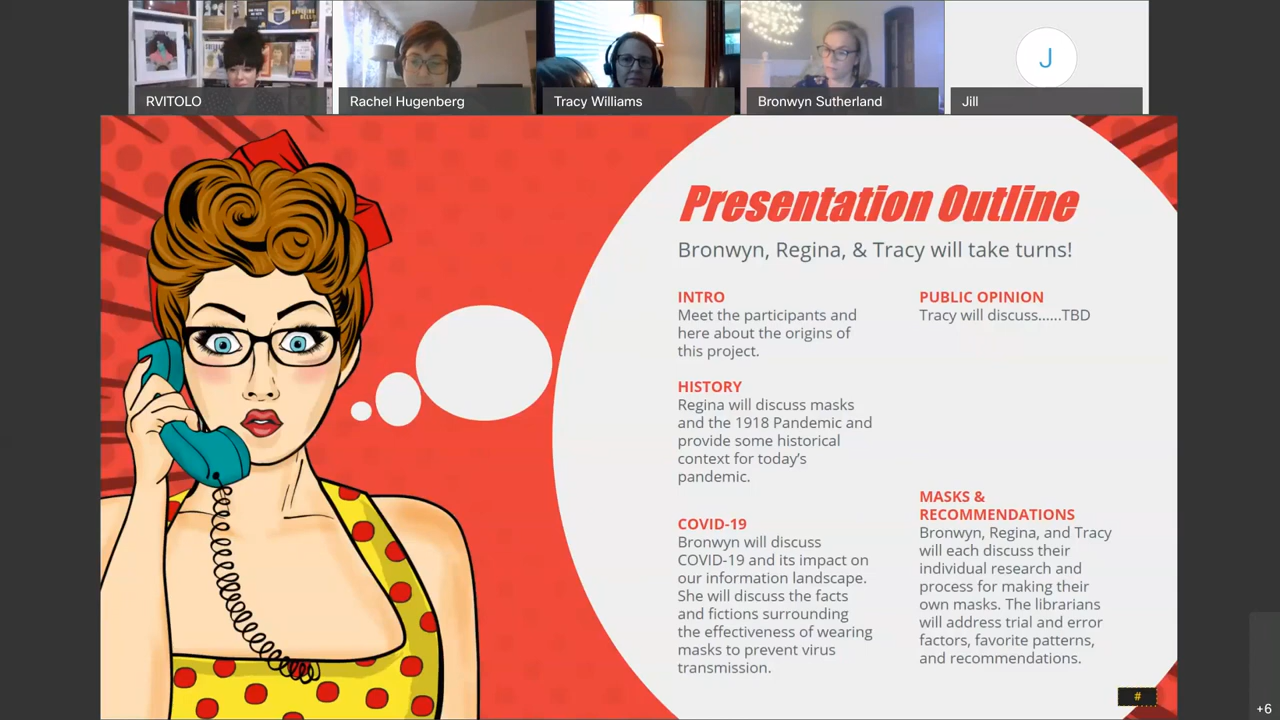 RVITOLO
Rachel Hugenberg
Tracy Williams
Bronwyn Sutherland
J
Jill
Presentation Outline
Bronwyn, Regina, & Tracy will take turns!
INTRO
Meet the participants and
here about the origins of
this project.
HISTORY
Regina will discuss masks
and the 1918 Pandemic and
provide some historical
context for today's
pandemic.
COVID-19
Bronwyn will discuss
COVID-19 and its impact on
our information landscape.
She will discuss the facts
and fictions surrounding
the effectiveness of wearing
masks to prevent virus
transmission.
PUBLIC OPINION
Tracy will discuss......TBD
MASKS &
RECOMMENDATIONS
Bronwyn, Regina, and Tracy
will each discuss their
individual research and
process for making their
own masks. The librarians
will address trial and error
factors, favorite patterns,
and recommendations.
#
+6